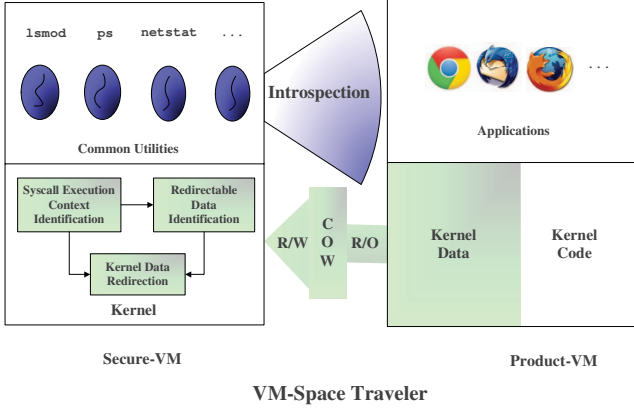 lsmod ps netstat ...
Common Utilities
Introspection
...
Applications
Syscall Execution
Context
Identification
Redirectable
Data
Identification
Kernel Data
Redirection
Kernel
R/W
C
O
W
R/O
Kernel
Data
Kernel
Code
Secure-VM
Product-VM
VM-Space Traveler